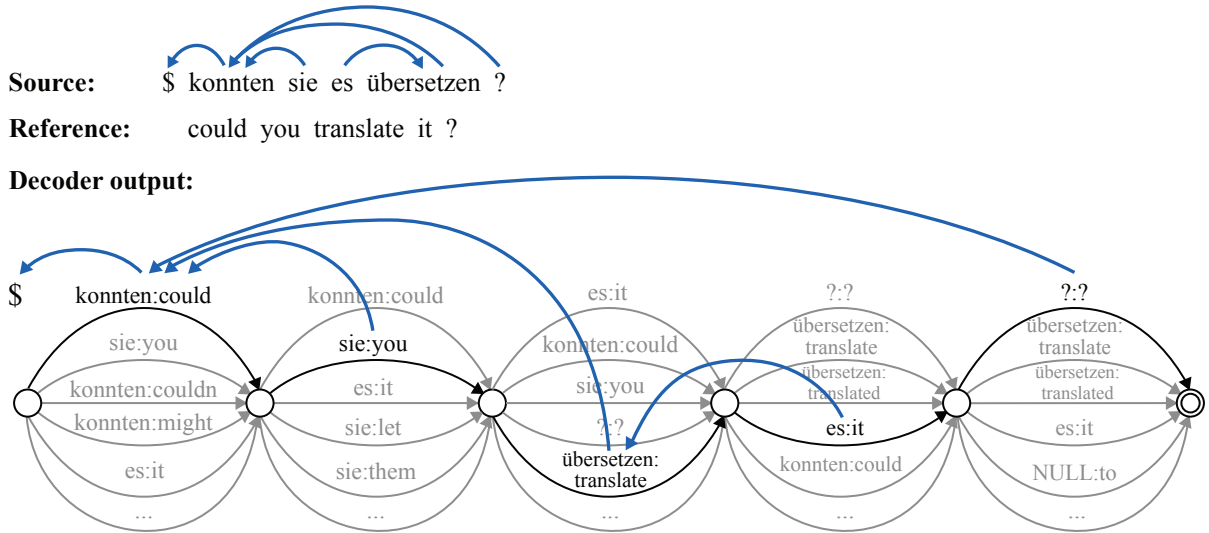 Source: $ konnten sie es übersetzen ?
Reference: could you translate it ?
Decoder output:
$ konnten:could konnten:could es:it ?:? ?:?
sie:you sie:you konnten:could übersetzen: translate übersetzen: translate
konnten:couldn es:it sie:you übersetzen: translated übersetzen: translated
konnten:might sie:let ?:? es:it es:it
es:it sie:them übersetzen: translate konnten:could NULL:to
... ... ... ... ...